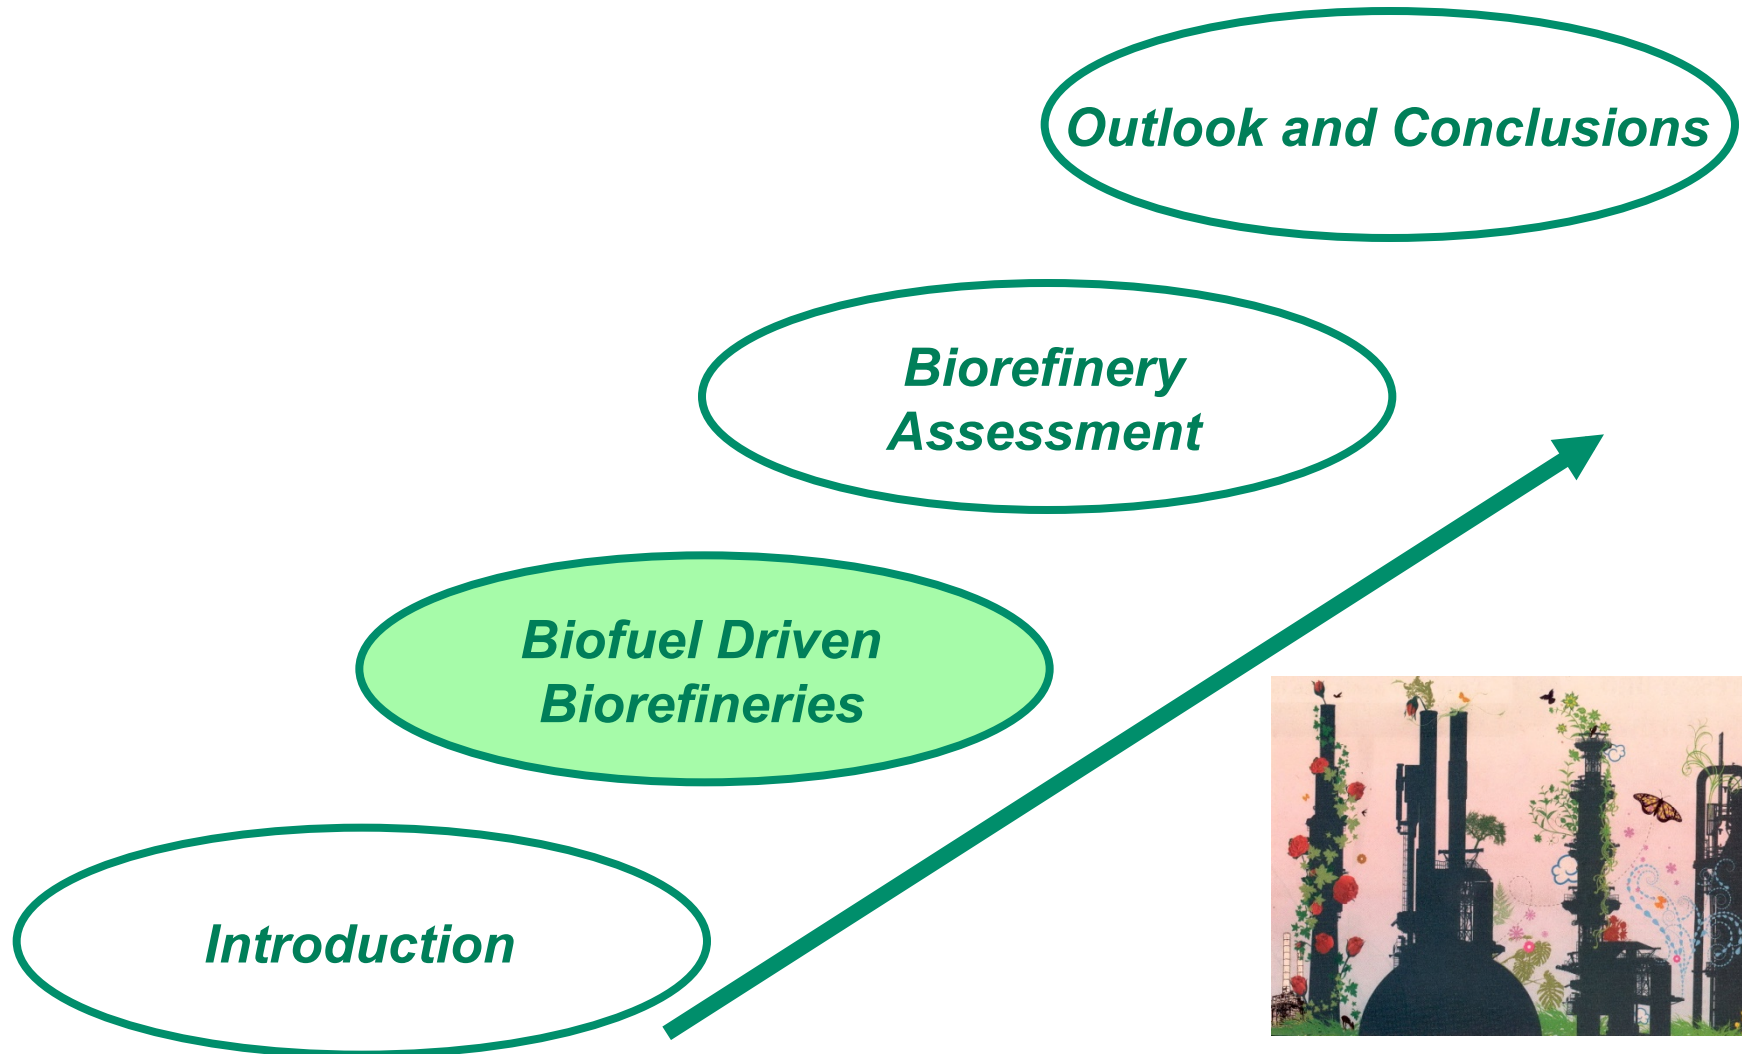 Outlook and Conclusions
Biorefinery
Assessment
Biofuel Driven
Biorefineries
Introduction